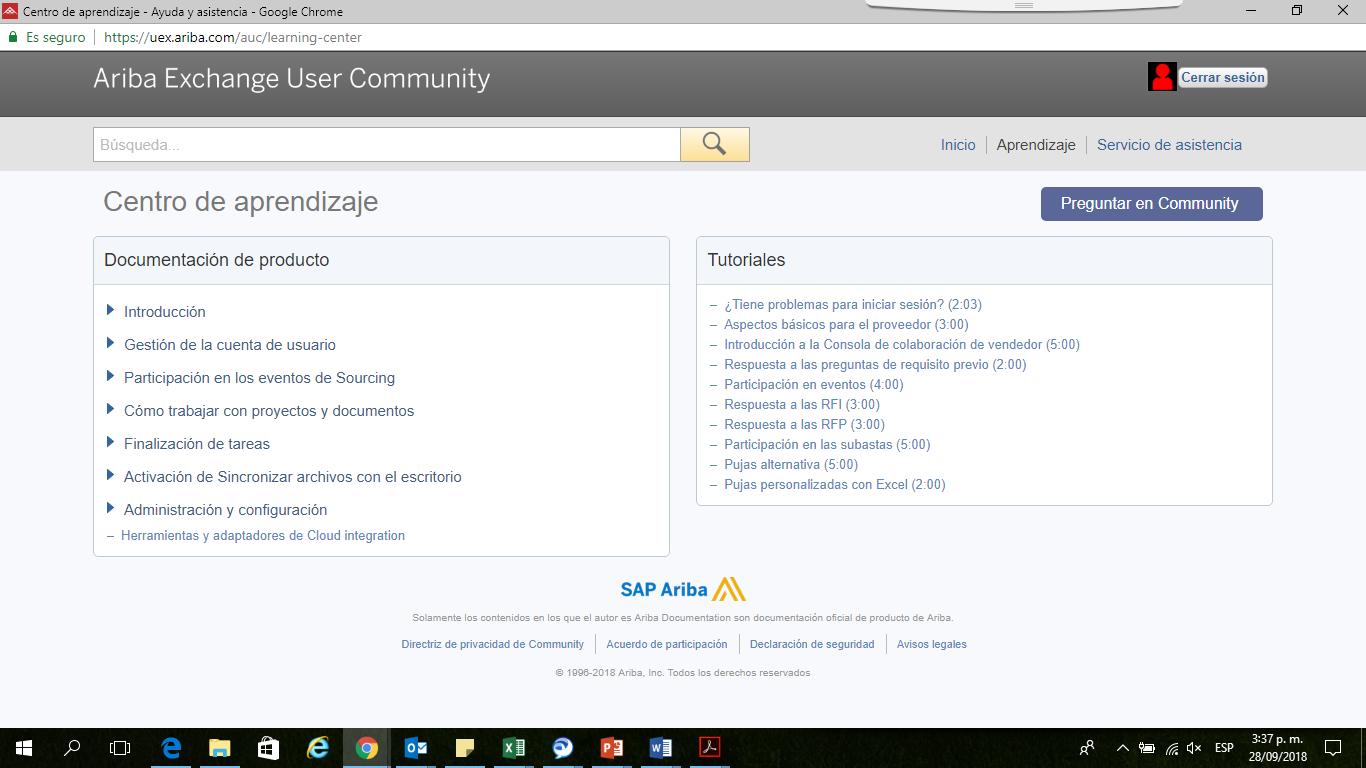 Centro de aprendizaje - Ayuda y asistencia - Google Chrome
Es seguro https://uex.ariba.com/auc/learning-center
Ariba Exchange User Community
Cerrar sesión
Búsqueda...
Inicio Aprendizaje Servicio de asistencia
Centro de aprendizaje
Preguntar en Community
Documentación de producto
Introducción
Gestión de la cuenta de usuario
Participación en los eventos de Sourcing
Cómo trabajar con proyectos y documentos
Finalización de tareas
Activación de Sincronizar archivos con el escritorio
Administración y configuración
– Herramientas y adaptadores de Cloud integration
Tutoriales
– ¿Tiene problemas para iniciar sesión? (2:03)
– Aspectos básicos para el proveedor (3:00)
– Introducción a la Consola de colaboración de vendedor (5:00)
– Respuesta a las preguntas de requisito previo (2:00)
– Participación en eventos (4:00)
– Respuesta a las RFI (3:00)
– Respuesta a las RFP (3:00)
– Participación en las subastas (5:00)
– Pujas alternativa (5:00)
– Pujas personalizadas con Excel (2:00)
SAP Ariba
Solamente los contenidos en los que el autor es Ariba Documentation son documentación oficial de producto de Ariba.
Directriz de privacidad de Community Acuerdo de participación Declaración de seguridad Avisos legales
© 1996-2018 Ariba, Inc. Todos los derechos reservados
ESP
3:37 p. m.
28/09/2018